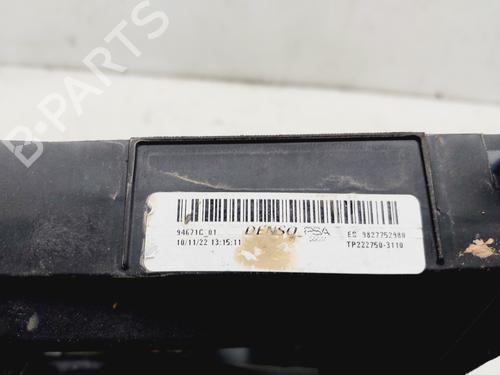 94671C_01 DENSO PSA EC 9827752980
10/11/22 13:15:11 TP222750-3110
B-PARTS